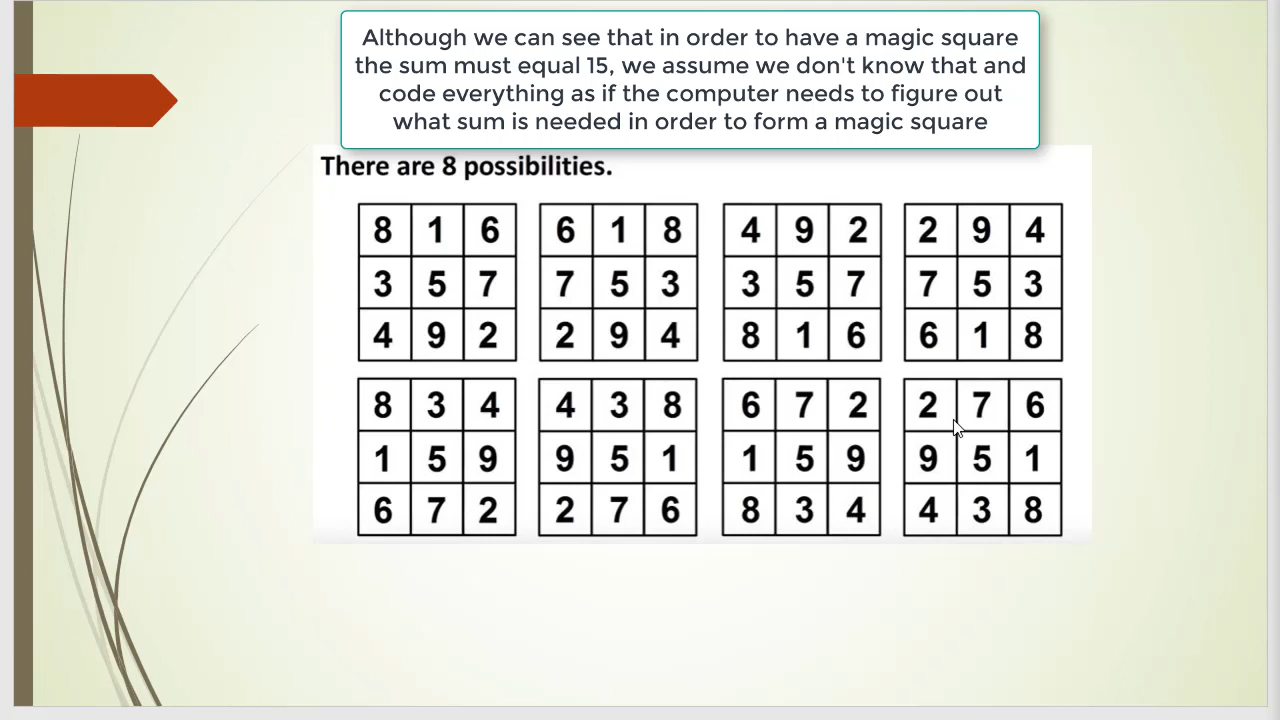 Although we can see that in order to have a magic square
the sum must equal 15, we assume we don't know that and
code everything as if the computer needs to figure out
what sum is needed in order to form a magic square
There are 8 possibilities.
8 1 6
3 5 7
4 9 2
6 1 8
7 5 3
2 9 4
4 9 2
3 5 7
8 1 6
2 9 4
7 5 3
6 1 8
8 3 4
1 5 9
6 7 2
4 3 8
9 5 1
2 7 6
6 7 2
1 5 9
8 3 4
2 7 6
9 5 1
4 3 8